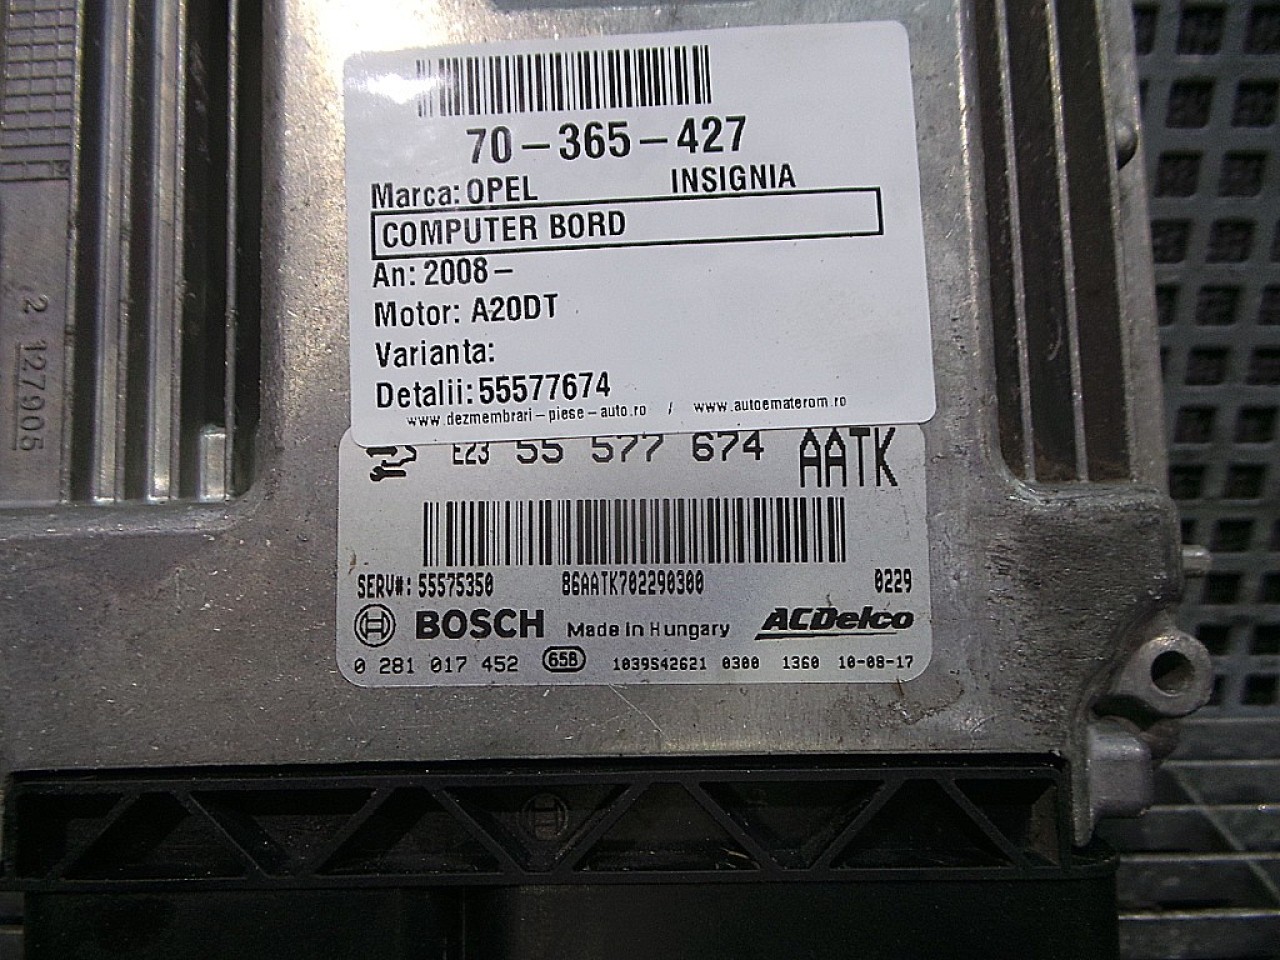 70-365-427
Marca: OPEL INSIGNIA
COMPUTER BORD
An: 2008-
Motor: A20DT
Varianta:
Detalii: 55577674
www.dezmembrari-piese-auto.ro / www.autoematerom.ro
E23 55 577 674 AATK
SERV#: 55575350 86AATK702290300 0229
BOSCH Made in Hungary ACDelco
0 281 017 452 658 1039S42621 0300 1360 10-08-17
2 127905